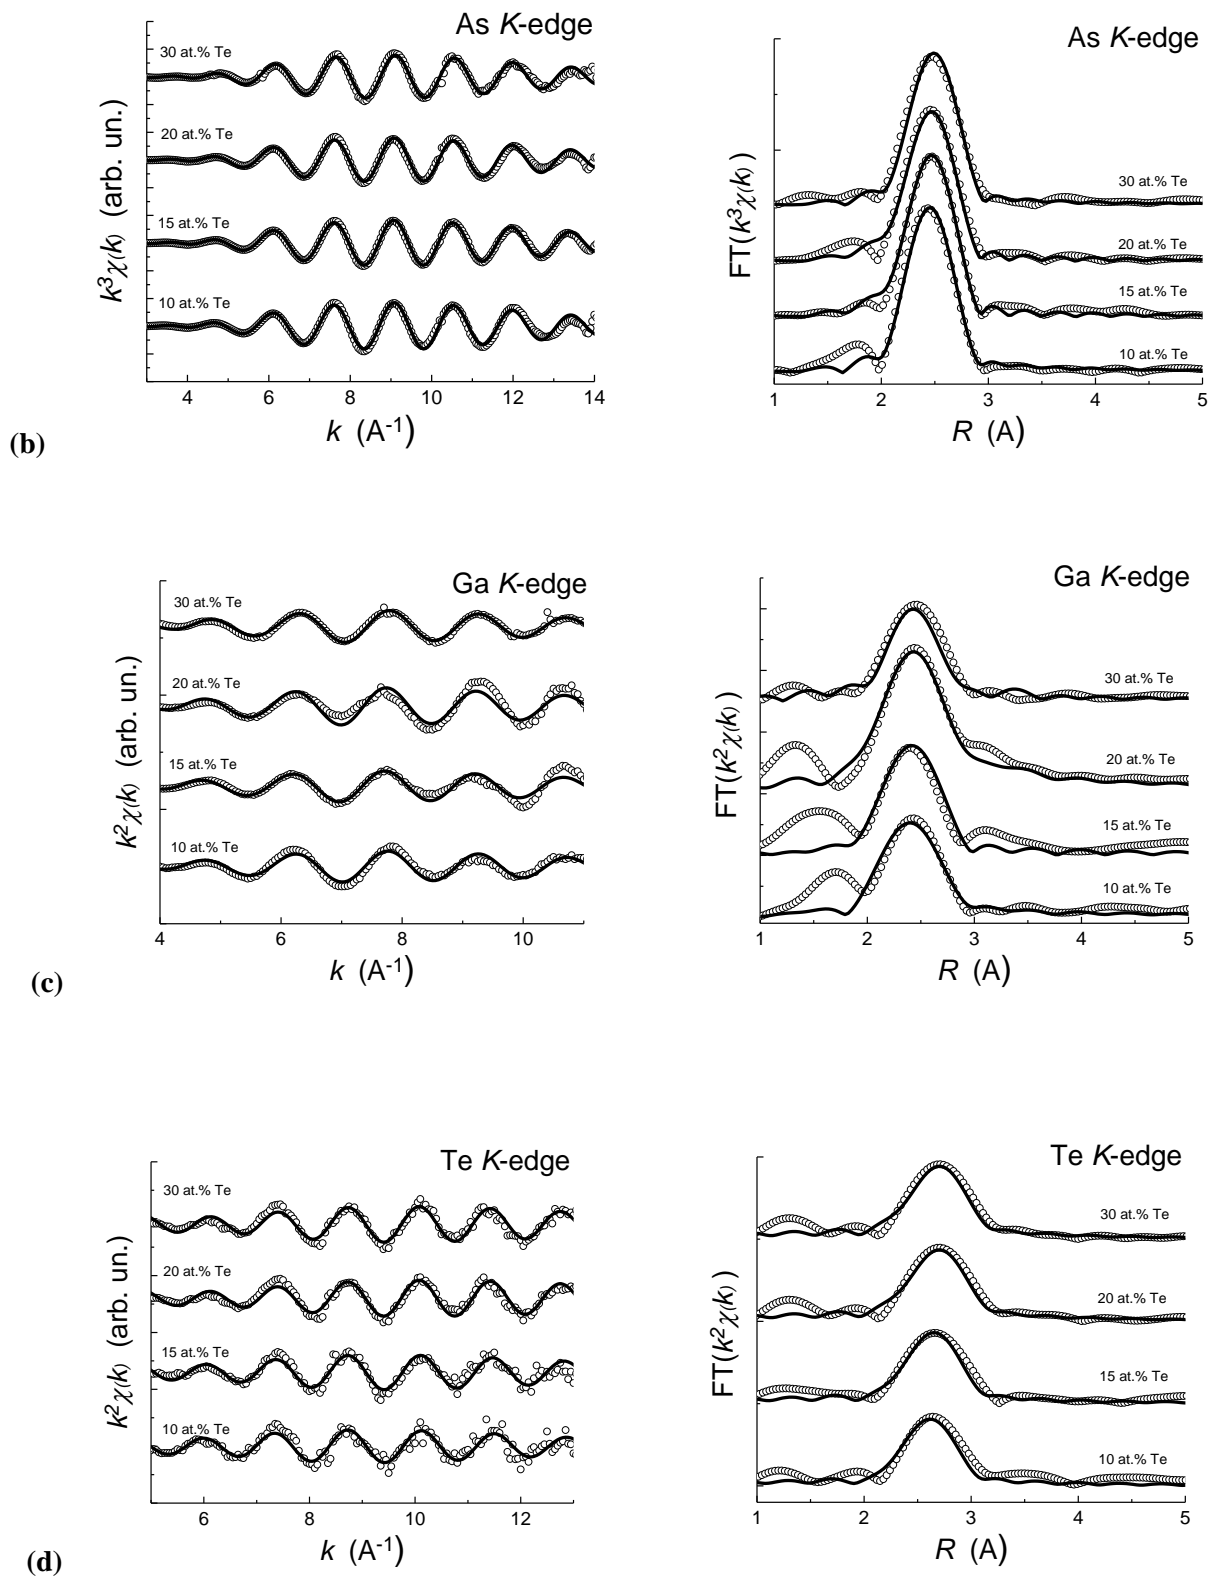 As K-edge
30 at.% Te
20 at.% Te
15 at.% Te
10 at.% Te
k³χ(k) (arb. un.)
4 6 8 10 12 14
k (A⁻¹)
As K-edge
30 at.% Te
20 at.% Te
15 at.% Te
10 at.% Te
FT(k³χ(k))
1 2 3 4 5
R (A)
(b)
Ga K-edge
30 at.% Te
20 at.% Te
15 at.% Te
10 at.% Te
k²χ(k) (arb. un.)
4 6 8 10
k (A⁻¹)
Ga K-edge
30 at.% Te
20 at.% Te
15 at.% Te
10 at.% Te
FT(k²χ(k))
1 2 3 4 5
R (A)
(c)
Te K-edge
30 at.% Te
20 at.% Te
15 at.% Te
10 at.% Te
k²χ(k) (arb. un.)
6 8 10 12
k (A⁻¹)
Te K-edge
30 at.% Te
20 at.% Te
15 at.% Te
10 at.% Te
FT(k²χ(k))
1 2 3 4 5
R (A)
(d)